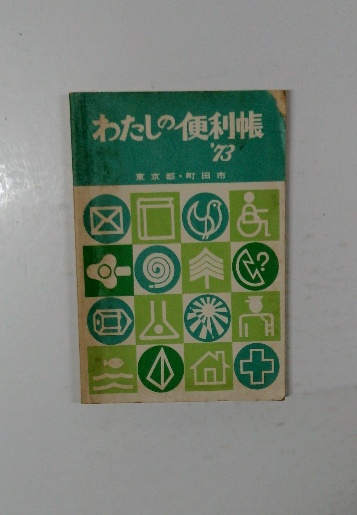 わたしの便利帳
'73
東京都・町田市
?